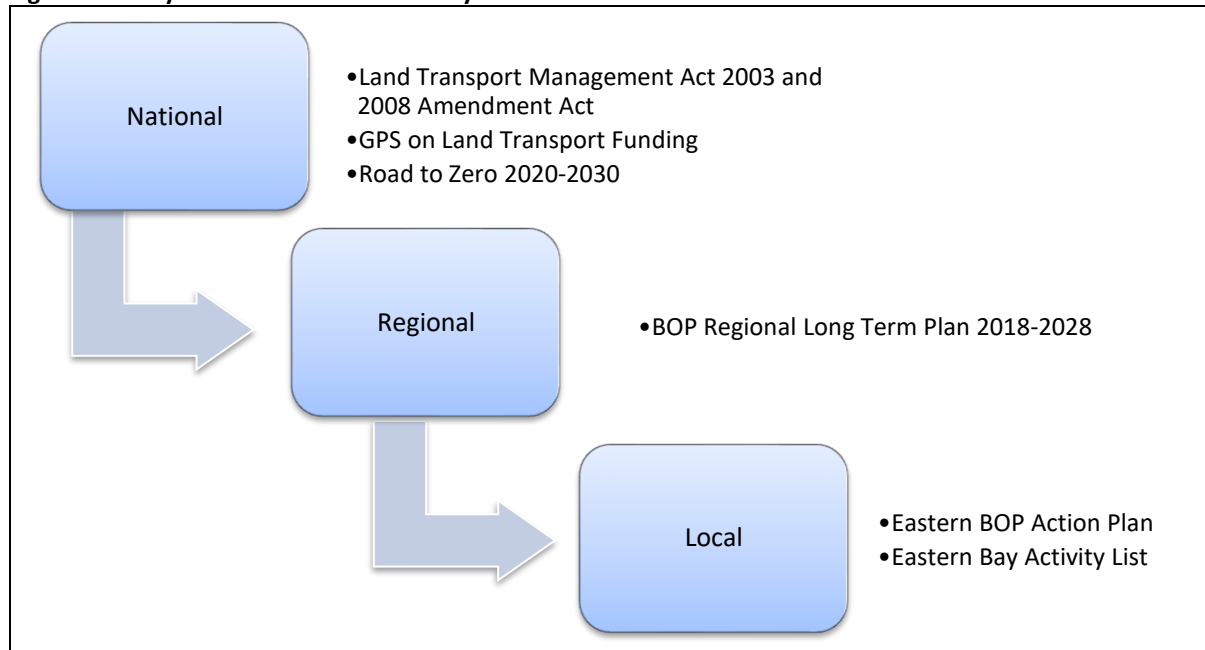 National
•Land Transport Management Act 2003 and
2008 Amendment Act
•GPS on Land Transport Funding
•Road to Zero 2020-2030
Regional
•BOP Regional Long Term Plan 2018-2028
Local
•Eastern BOP Action Plan
•Eastern Bay Activity List